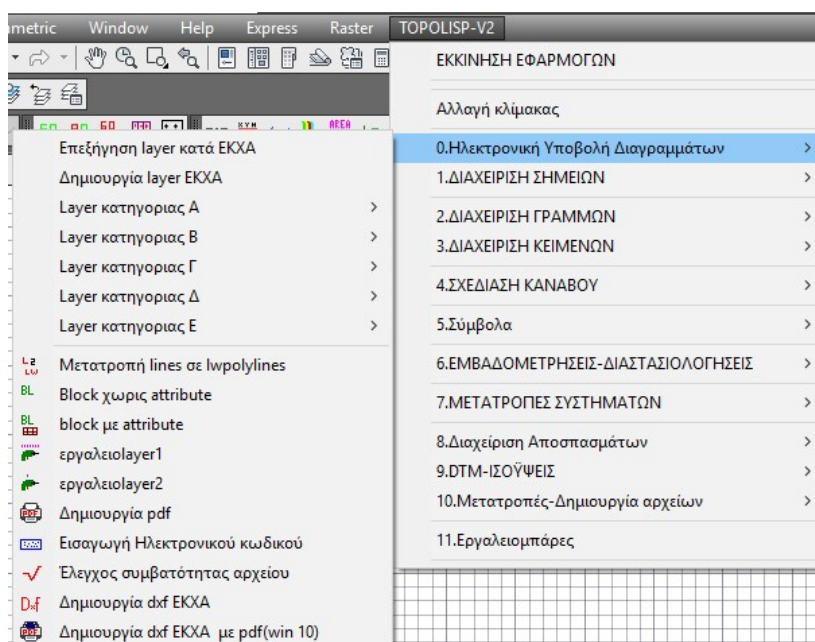 Window Help Express Raster TOPOLISP-V2
ΕΚΚΙΝΗΣΗ ΕΦΑΡΜΟΓΩΝ
Αλλαγή κλίμακας
0.Ηλεκτρονική Υποβολή Διαγραμμάτων
1.ΔΙΑΧΕΙΡΙΣΗ ΣΗΜΕΙΩΝ
2.ΔΙΑΧΕΙΡΙΣΗ ΓΡΑΜΜΩΝ
3.ΔΙΑΧΕΙΡΙΣΗ ΚΕΙΜΕΝΩΝ
4.ΣΧΕΔΙΑΣΗ ΚΑΝΑΒΟΥ
5.Σύμβολα
6.ΕΜΒΑΔΟΜΕΤΡΗΣΕΙΣ-ΔΙΑΣΤΑΣΙΟΛΟΓΗΣΕΙΣ
7.ΜΕΤΑΤΡΟΠΕΣ ΣΥΣΤΗΜΑΤΩΝ
8.Διαχείριση Αποσπασμάτων
9.DTM-ΙΣΟΫΨΕΙΣ
10.Μετατροπές-Δημιουργία αρχείων
11.Εργαλειομπάρες
Επεξήγηση layer κατά ΕΚΧΑ
Δημιουργία layer ΕΚΧΑ
Layer κατηγοριας Α
Layer κατηγοριας Β
Layer κατηγοριας Γ
Layer κατηγοριας Δ
Layer κατηγοριας Ε
Μετατροπή lines σε lwpolylines
Block χωρις attribute
block με attribute
εργαλειοlayer1
εργαλειοlayer2
Δημιουργία pdf
Εισαγωγή Ηλεκτρονικού κωδικού
Έλεγχος συμβατότητας αρχείου
Δημιουργία dxf ΕΚΧΑ
Δημιουργία dxf ΕΚΧΑ με pdf(win 10)